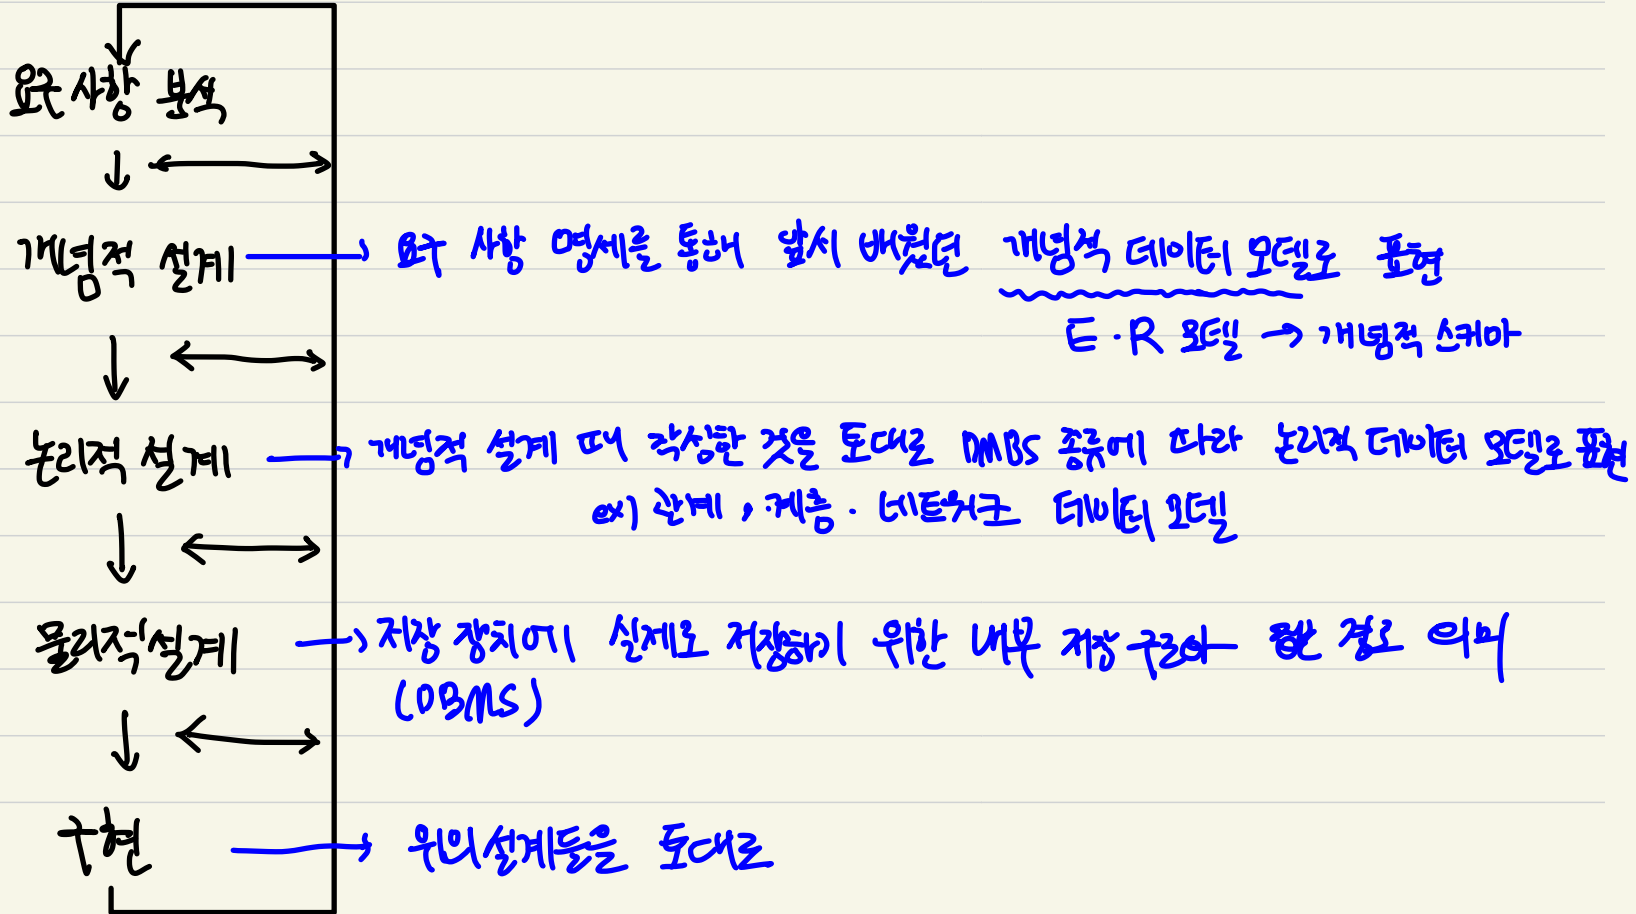 요구 사항 분석
개념적 설계 → 요구 사항 명세를 통해 앞서 배웠던 개념적 데이터 모델로 표현
E·R 모델 → 개념적 스키마
논리적 설계 → 개념적 설계 때 작성한 것을 토대로 DMBS 종류에 따라 논리적 데이터 모델로 표현
ex) 관계, 계층·네트워크 데이터 모델
물리적설계 → 저장 장치에 실제로 저장하기 위한 내부 저장 경로 의미
(DBMS)
구현 → 위의 설계들을 토대로